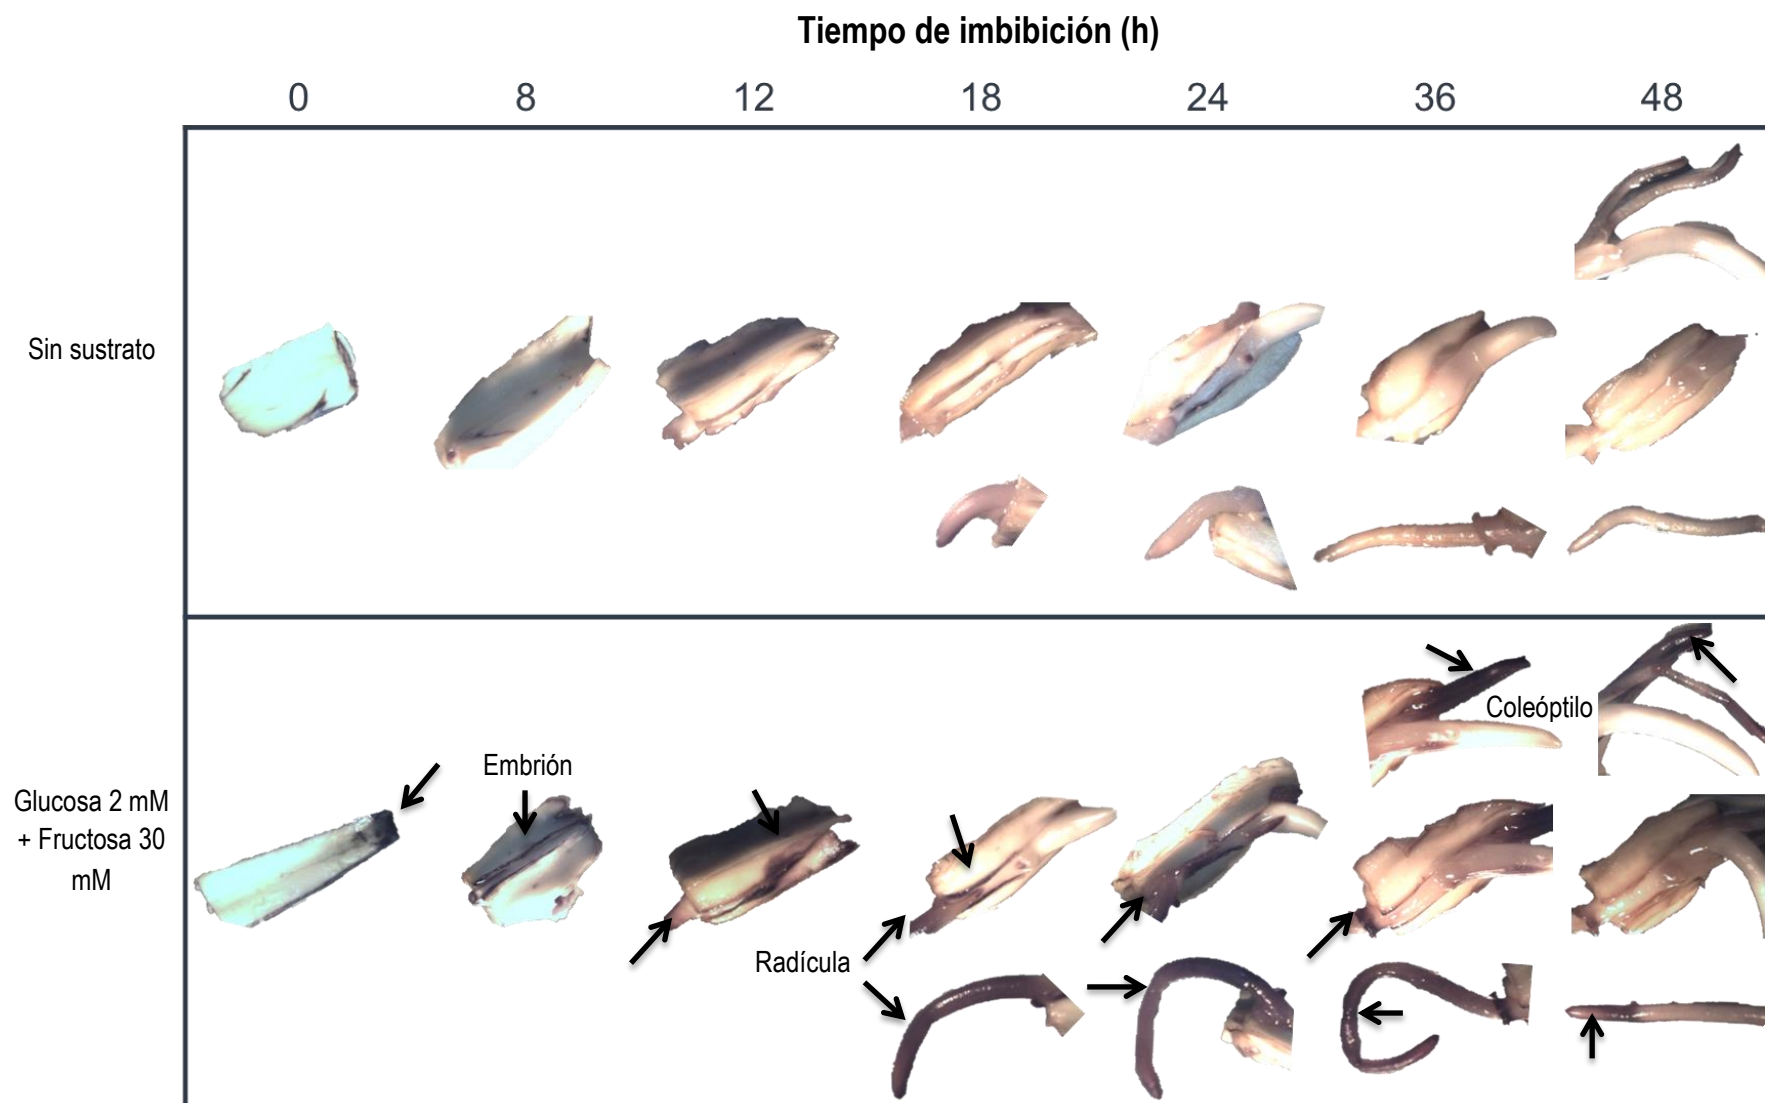 Tiempo de imbibición (h)
0 8 12 18 24 36 48
Sin sustrato
Glucosa 2 mM
+ Fructosa 30
mM
Embrión
Coleóptilo
Radícula